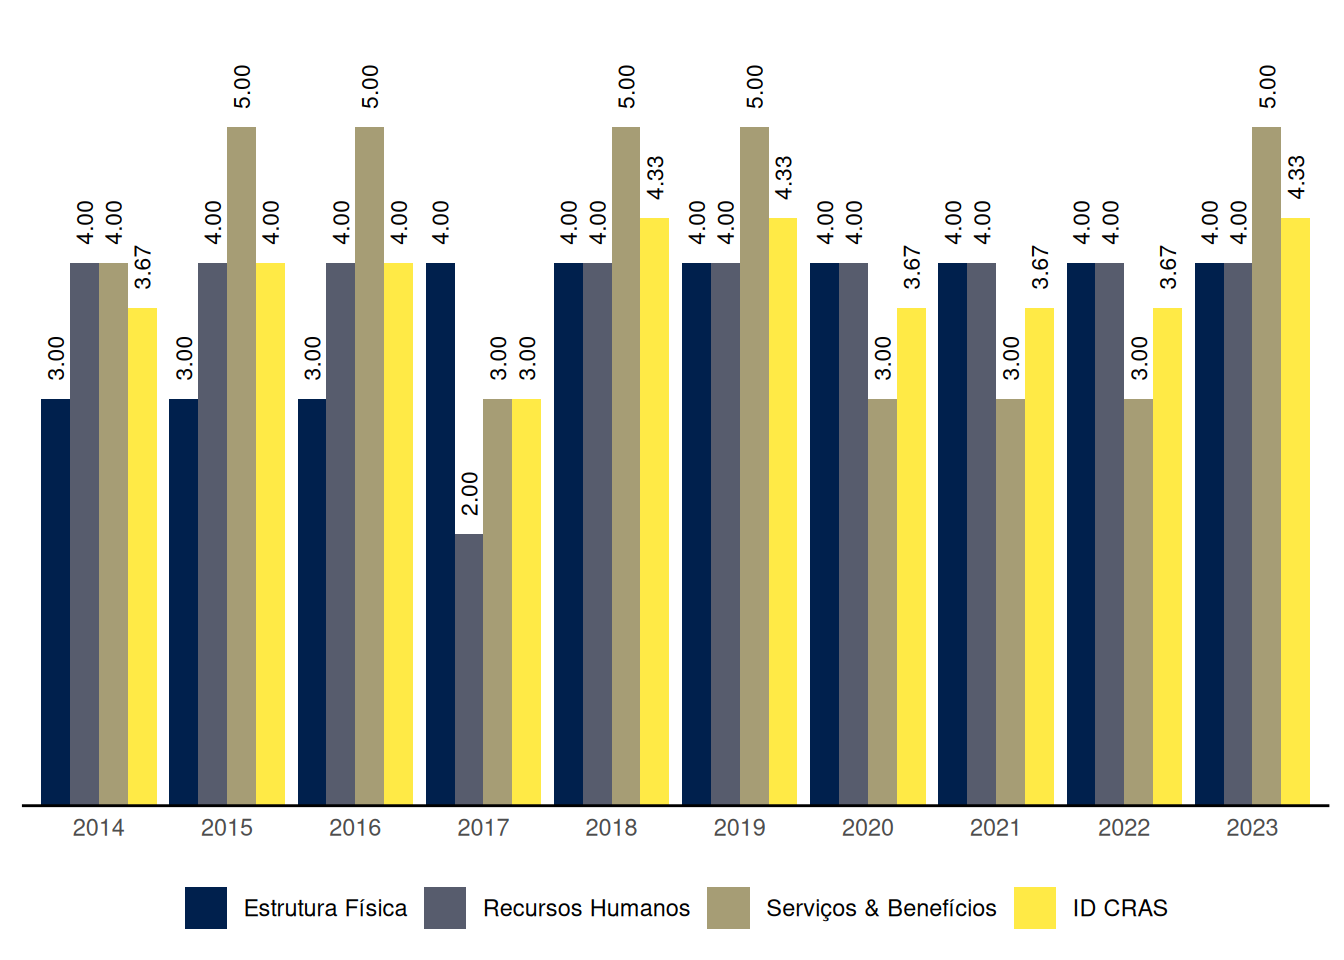 5.00 5.00 5.00 5.00 5.00
4.33 4.33 4.33
4.00 4.00 4.00 4.00 4.00 4.00 4.00 4.00 4.00 4.00 4.00 4.00 4.00 4.00 4.00 4.00 4.00 4.00 4.00
3.67 3.67 3.67 3.67
3.00 3.00 3.00 3.00 3.00 3.00 3.00 3.00
2.00
2014 2015 2016 2017 2018 2019 2020 2021 2022 2023
Estrutura Física Recursos Humanos Serviços & Benefícios ID CRAS